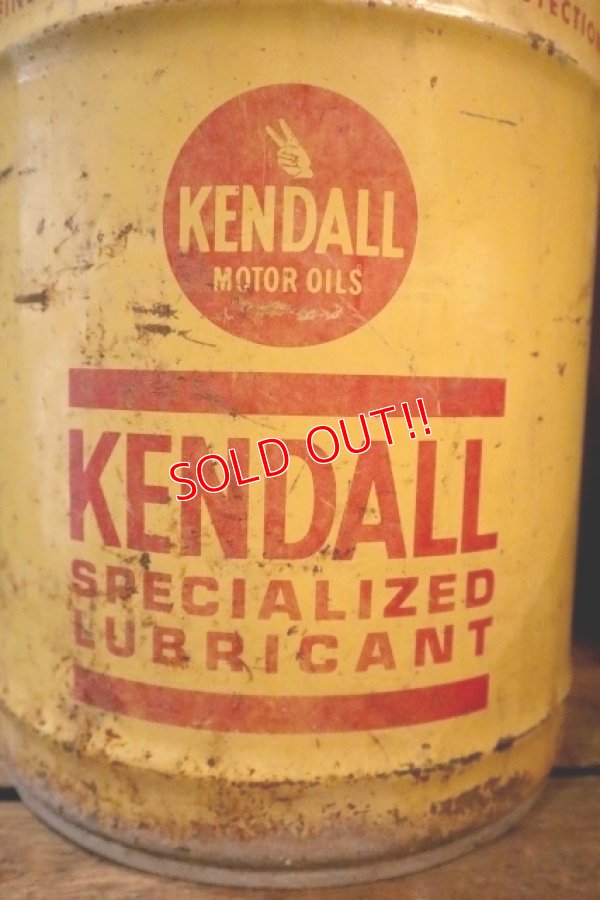 KENDALL
MOTOR OILS
KENDALL
SOLD OUT!!
SPECIALIZED
LUBRICANT